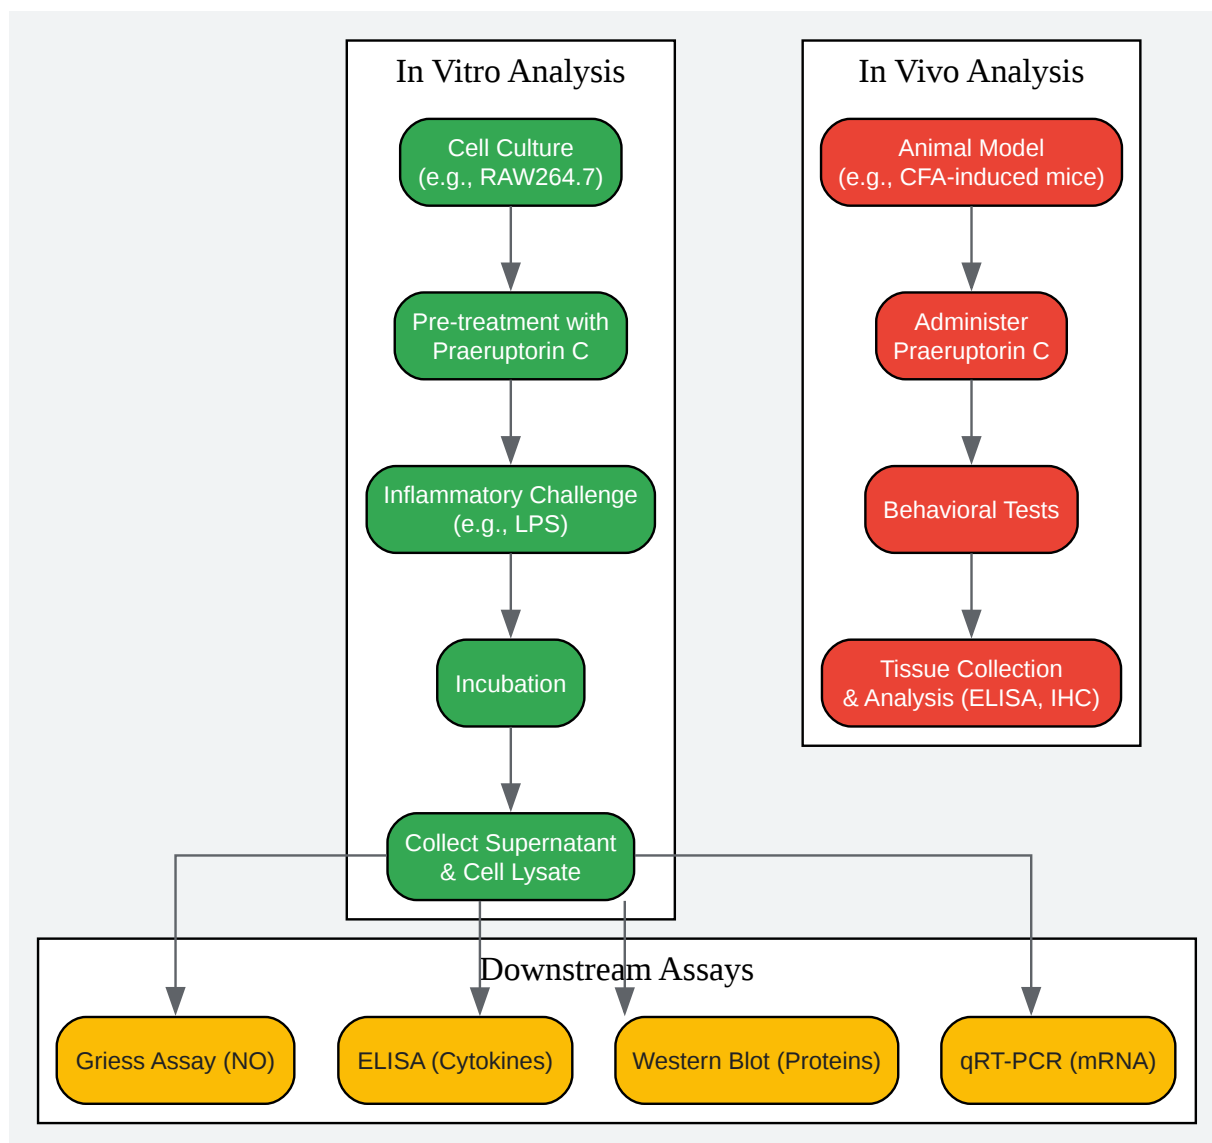 In Vitro Analysis
Cell Culture
(e.g., RAW264.7)
Pre-treatment with
Praeruptorin C
Inflammatory Challenge
(e.g., LPS)
Incubation
Collect Supernatant
& Cell Lysate
In Vivo Analysis
Animal Model
(e.g., CFA-induced mice)
Administer
Praeruptorin C
Behavioral Tests
Tissue Collection
& Analysis (ELISA, IHC)
Downstream Assays
Griess Assay (NO)
ELISA (Cytokines)
Western Blot (Proteins)
qRT-PCR (mRNA)